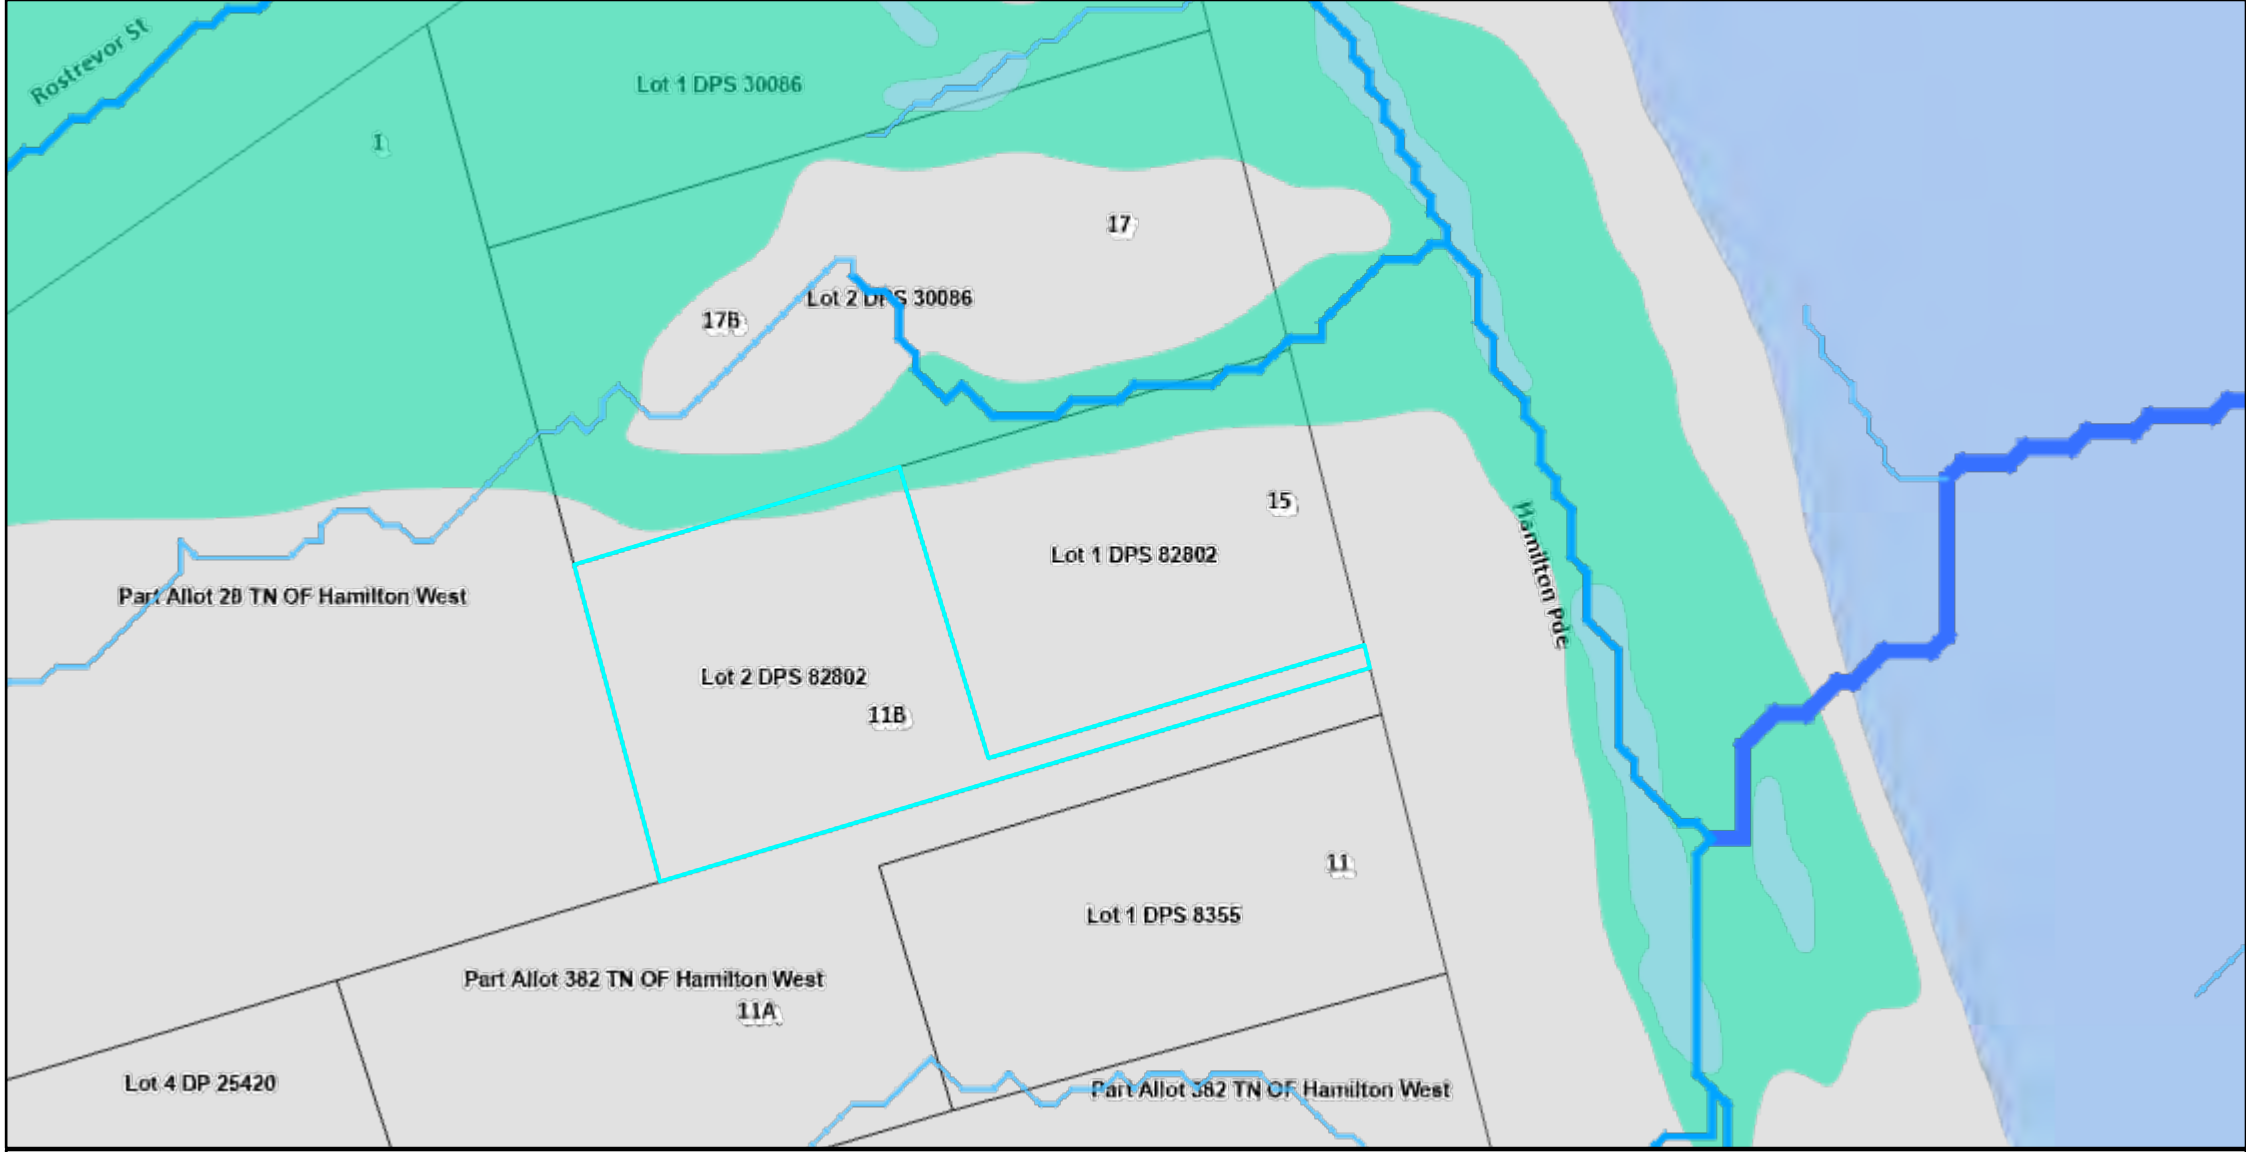 Rostrevor St
Lot 1 DPS 30086
1
17
Lot 2 DPS 30086
17B
15
Lot 1 DPS 82802
Hamilton Pde
Part Allot 28 TN OF Hamilton West
Lot 2 DPS 82802
11B
11
Lot 1 DPS 8355
Part Allot 382 TN OF Hamilton West
11A
Lot 4 DP 25420
Part Allot 382 TN OF Hamilton West